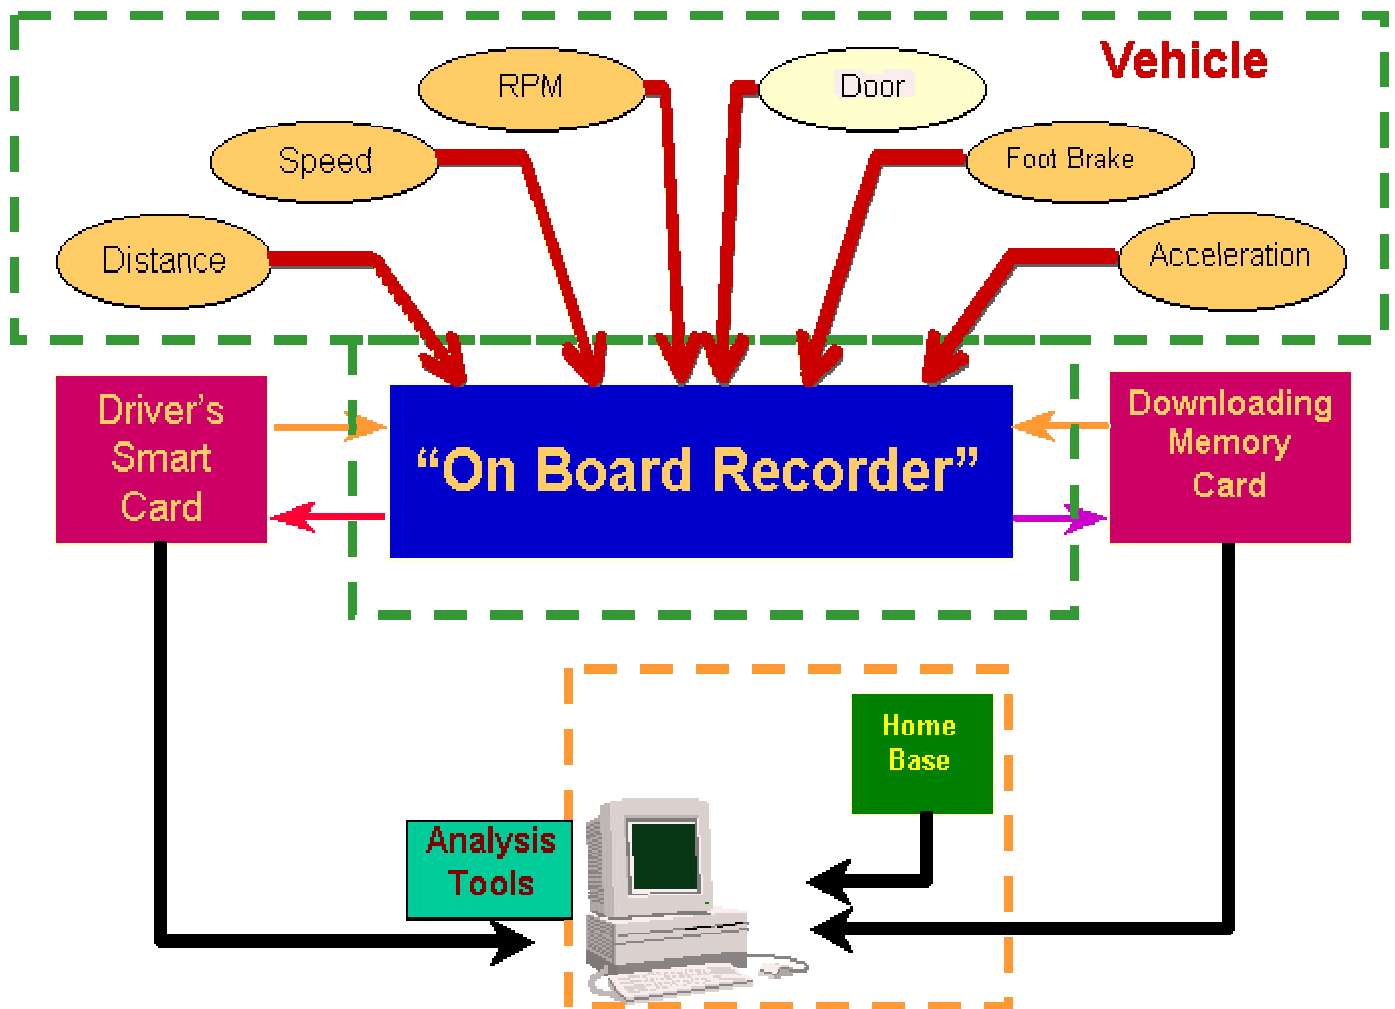 Vehicle
RPM
Door
Speed
Foot Brake
Distance
Acceleration
Driver's
Smart
Card
“On Board Recorder”
Downloading
Memory
Card
Home
Base
Analysis
Tools